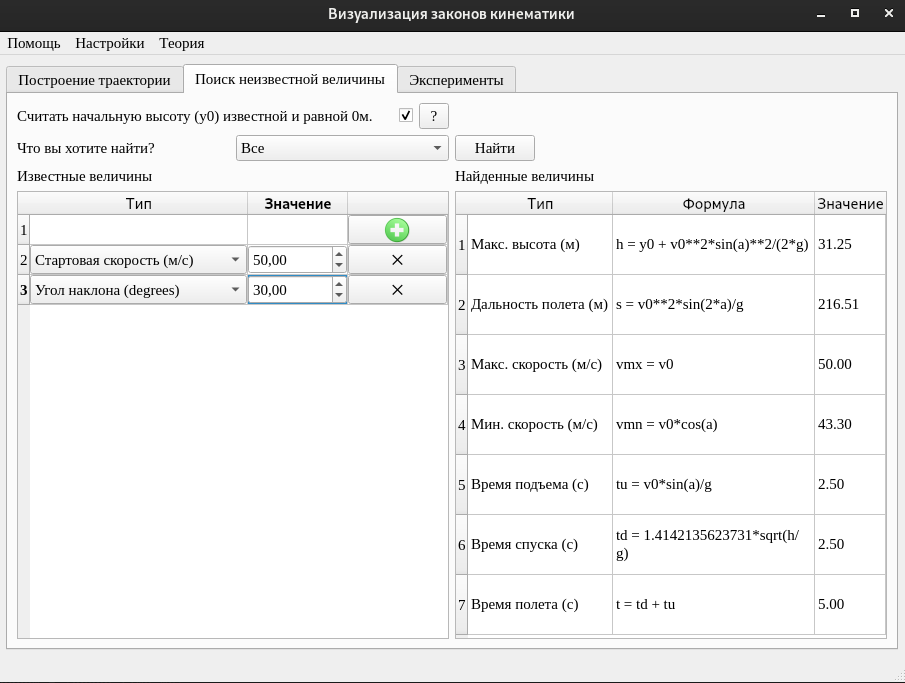 Визуализация законов кинематики
Помощь Настройки Теория
Построение траектории Поиск неизвестной величины Эксперименты
Считать начальную высоту (y0) известной и равной 0м. ?
Что вы хотите найти? Все Найти
Известные величины Найденные величины
Тип Значение Тип Формула Значение
1
2 Стартовая скорость (м/с) 50,00
3 Угол наклона (degrees) 30,00
1 Макс. высота (м) h = y0 + v0**2*sin(a)**2/(2*g) 31.25
2 Дальность полета (м) s = v0**2*sin(2*a)/g 216.51
3 Макс. скорость (м/с) vmx = v0 50.00
4 Мин. скорость (м/с) vmn = v0*cos(a) 43.30
5 Время подъема (с) tu = v0*sin(a)/g 2.50
6 Время спуска (с) td = 1.4142135623731*sqrt(h/
g) 2.50
7 Время полета (с) t = td + tu 5.00